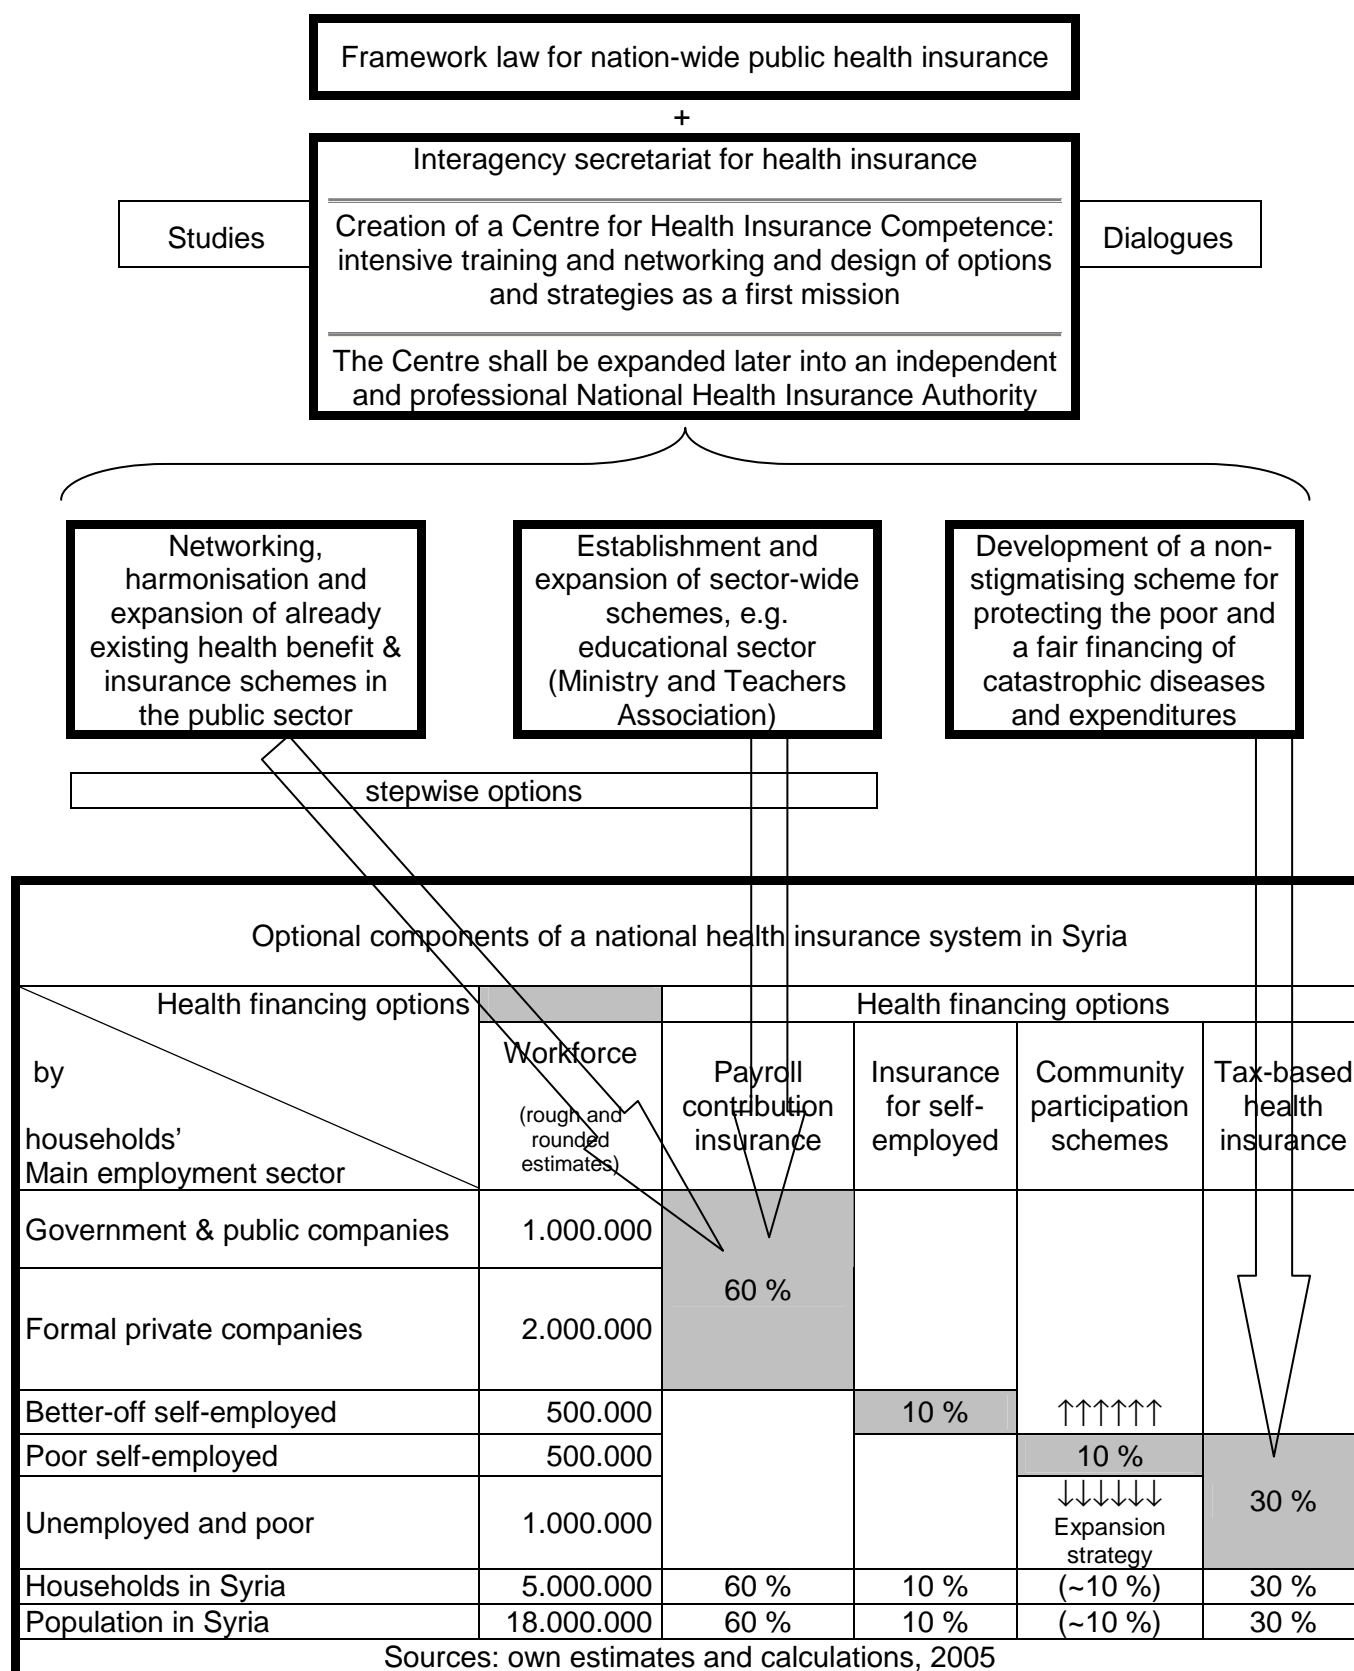 Framework law for nation-wide public health insurance
+
Interagency secretariat for health insurance
Studies
Creation of a Centre for Health Insurance Competence:
intensive training and networking and design of options
and strategies as a first mission
Dialogues
The Centre shall be expanded later into an independent
and professional National Health Insurance Authority
Networking,
harmonisation and
expansion of already
existing health benefit &
insurance schemes in
the public sector
Establishment and
expansion of sector-wide
schemes, e.g.
educational sector
(Ministry and Teachers
Association)
Development of a non-
stigmatising scheme for
protecting the poor and
a fair financing of
catastrophic diseases
and expenditures
stepwise options
Optional components of a national health insurance system in Syria
Health financing options
by
households’
Main employment sector
Health financing options
Workforce
(rough and
rounded
estimates)
Payroll
contribution
insurance
Insurance
for self-
employed
Community
participation
schemes
Tax-based
health
insurance
Government & public companies 1.000.000
60 %
Formal private companies 2.000.000
Better-off self-employed 500.000 10 % ↑↑↑↑↑↑
Poor self-employed 500.000 10 %
30 %
Unemployed and poor 1.000.000
↓↓↓↓↓↓
Expansion
strategy
Households in Syria 5.000.000 60 % 10 % (~10 %) 30 %
Population in Syria 18.000.000 60 % 10 % (~10 %) 30 %
Sources: own estimates and calculations, 2005